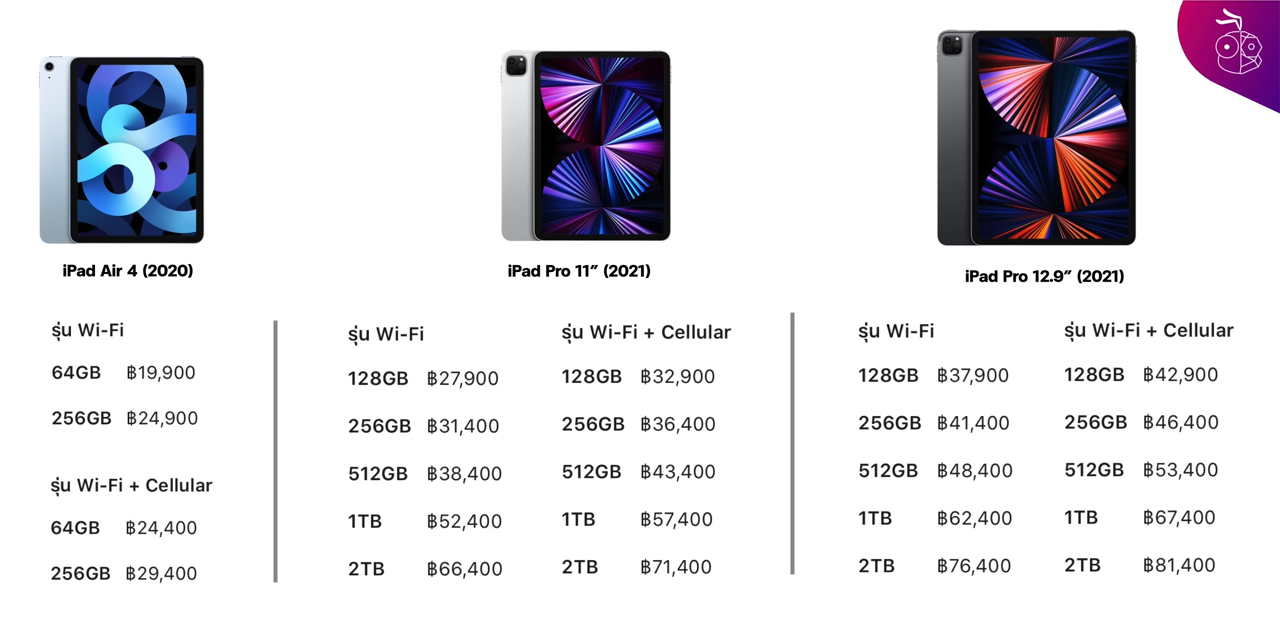 iPad Air 4 (2020)
รุ่น Wi-Fi
64GB ฿19,900
256GB ฿24,900
รุ่น Wi-Fi + Cellular
64GB ฿24,400
256GB ฿29,400
iPad Pro 11″ (2021)
รุ่น Wi-Fi
128GB ฿27,900
256GB ฿31,400
512GB ฿38,400
1TB ฿52,400
2TB ฿66,400
รุ่น Wi-Fi + Cellular
128GB ฿32,900
256GB ฿36,400
512GB ฿43,400
1TB ฿57,400
2TB ฿71,400
iPad Pro 12.9″ (2021)
รุ่น Wi-Fi
128GB ฿37,900
256GB ฿41,400
512GB ฿48,400
1TB ฿62,400
2TB ฿76,400
รุ่น Wi-Fi + Cellular
128GB ฿42,900
256GB ฿46,400
512GB ฿53,400
1TB ฿67,400
2TB ฿81,400